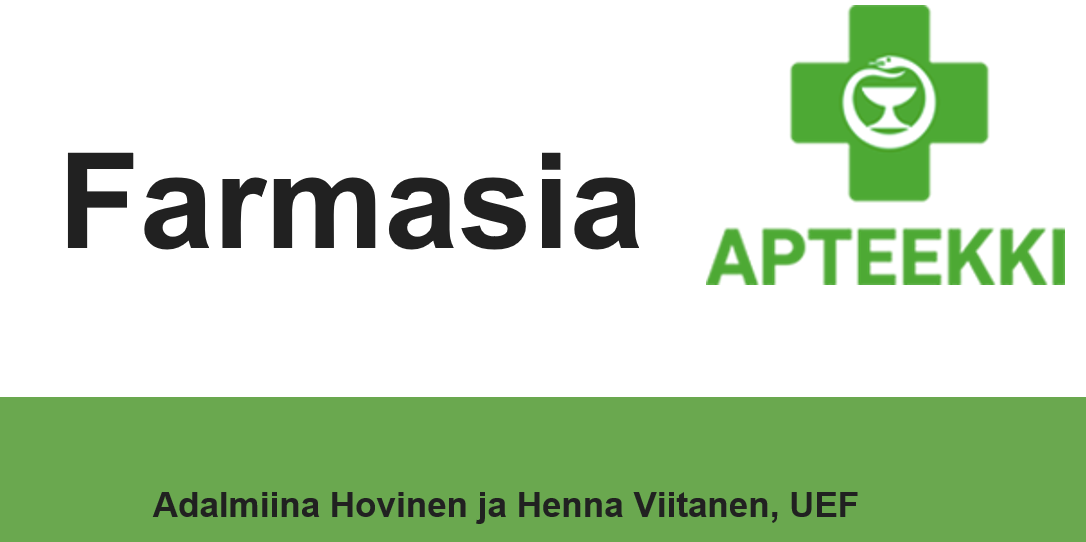 Farmasia
APTEEKKI
Adalmiina Hovinen ja Henna Viitanen, UEF